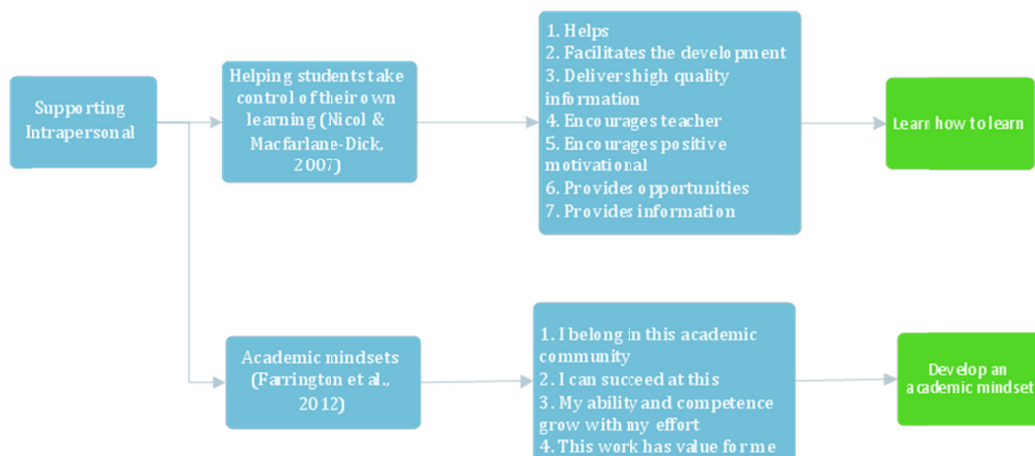 Supporting
Intrapersonal
Helping students take
control of their own
learning (Nicol &
Macfarlane-Dick,
2007)
1. Helps
2. Facilitates the development
3. Delivers high quality
information
4. Encourages teacher
5. Encourages positive
motivational
6. Provides opportunities
7. Provides information
Learn how to learn
Academic mindsets
(Farrington et al.,
2012)
1. I belong in this academic
community
2. I can succeed at this
3. My ability and competence
grow with my effort
4. This work has value for me
Develop an
academic mindset